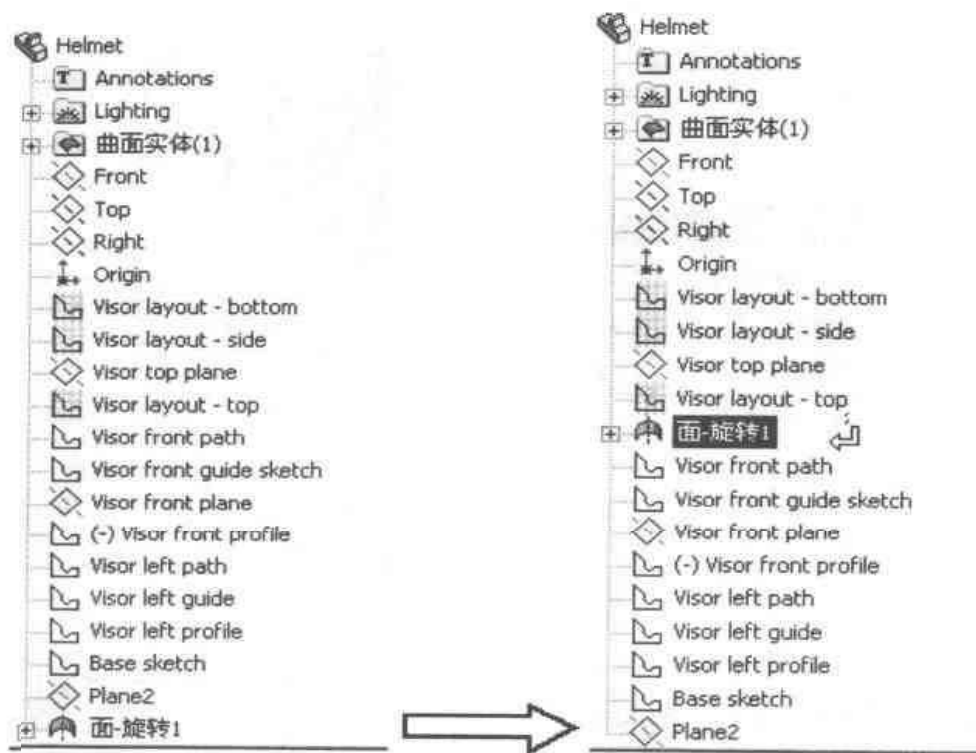 Helmet
Annotations
Lighting
曲面实体(1)
Front
Top
Right
Origin
Visor layout - bottom
Visor layout - side
Visor top plane
Visor layout - top
Visor front path
Visor front guide sketch
Visor front plane
(-) Visor front profile
Visor left path
Visor left guide
Visor left profile
Base sketch
Plane2
面-旋转1
Helmet
Annotations
Lighting
曲面实体(1)
Front
Top
Right
Origin
Visor layout - bottom
Visor layout - side
Visor top plane
Visor layout - top
面-旋转1
Visor front path
Visor front guide sketch
Visor front plane
(-) Visor front profile
Visor left path
Visor left guide
Visor left profile
Base sketch
Plane2